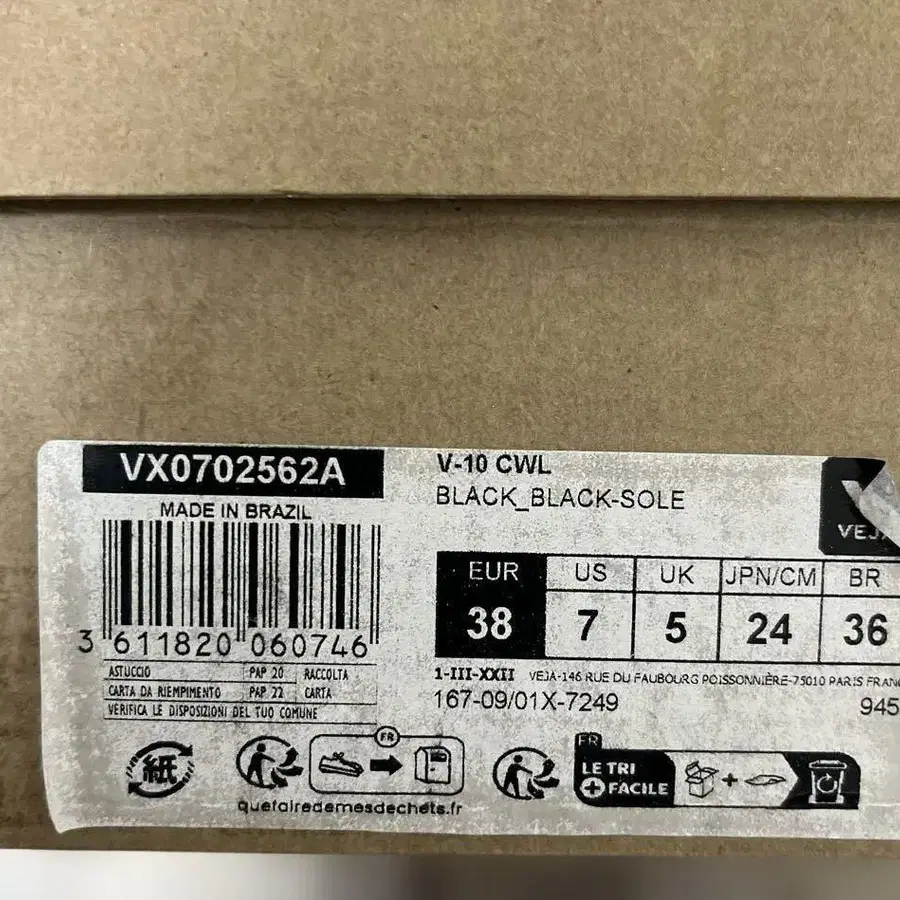 VX0702562A
MADE IN BRAZIL
3 611820 060746
ASTUCCIO PAP 20 RACCOLTA
CARTA DA RIEMPIMENTO PAP 22 CARTA
VERIFICA LE DISPOSIZIONI DEL TUO COMUNE
紙
FR
quefairedemesdechets.fr
V-10 CWL
BLACK_BLACK-SOLE
VEJA
EUR US UK JPN/CM BR
38 7 5 24 36
1-III-XXII VEJA-146 RUE DU FAUBOURG POISSONNIÈRE-75010 PARIS FRAN
167-09/01X-7249 945
FR
LE TRI
+ FACILE
+